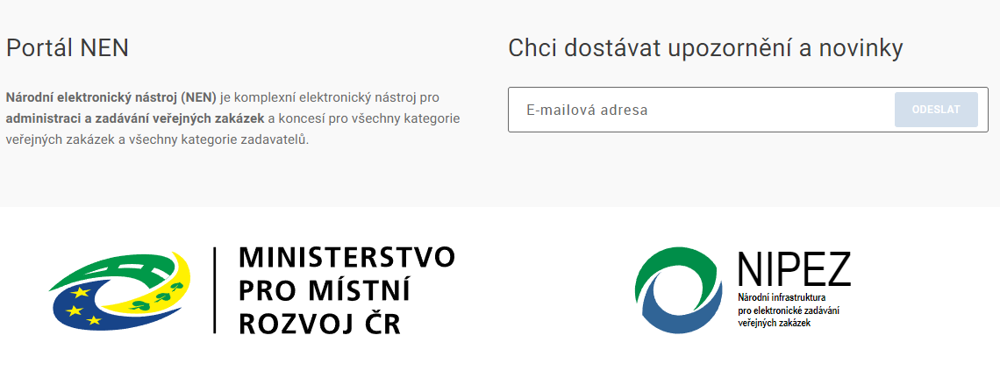 Portál NEN
Národní elektronický nástroj (NEN) je komplexní elektronický nástroj pro
administraci a zadávání veřejných zakázek a koncesí pro všechny kategorie
veřejných zakázek a všechny kategorie zadavatelů.
Chci dostávat upozornění a novinky
E-mailová adresa
ODESLAT
MINISTERSTVO
PRO MÍSTNÍ
ROZVOJ ČR
NIPEZ
Národní infrastruktura
pro elektronické zadávání
veřejných zakázek